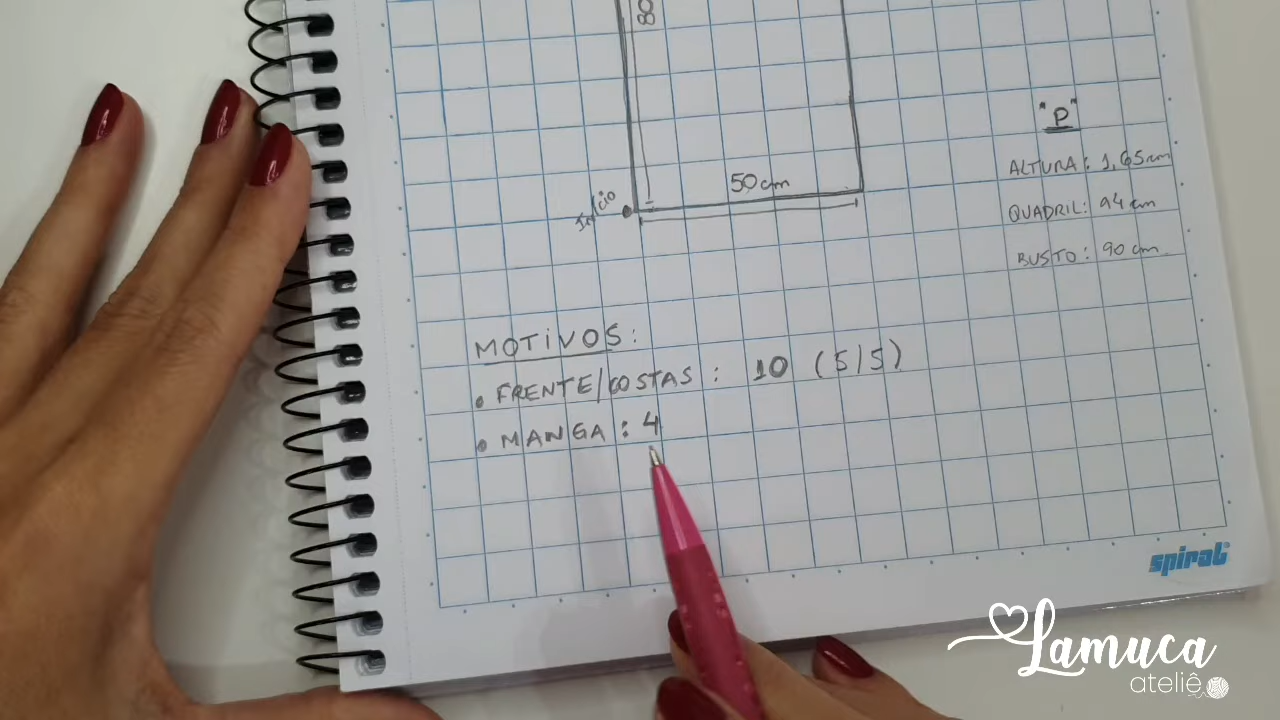 50cm
Início
"P"
ALTURA: 1,65cm
QUADRIL: 94cm
BUSTO: 90cm.
MOTIVOS:
• FRENTE/COSTAS: 10 (5/5)
• MANGA: 4
spiral
Lamuca
ateliê